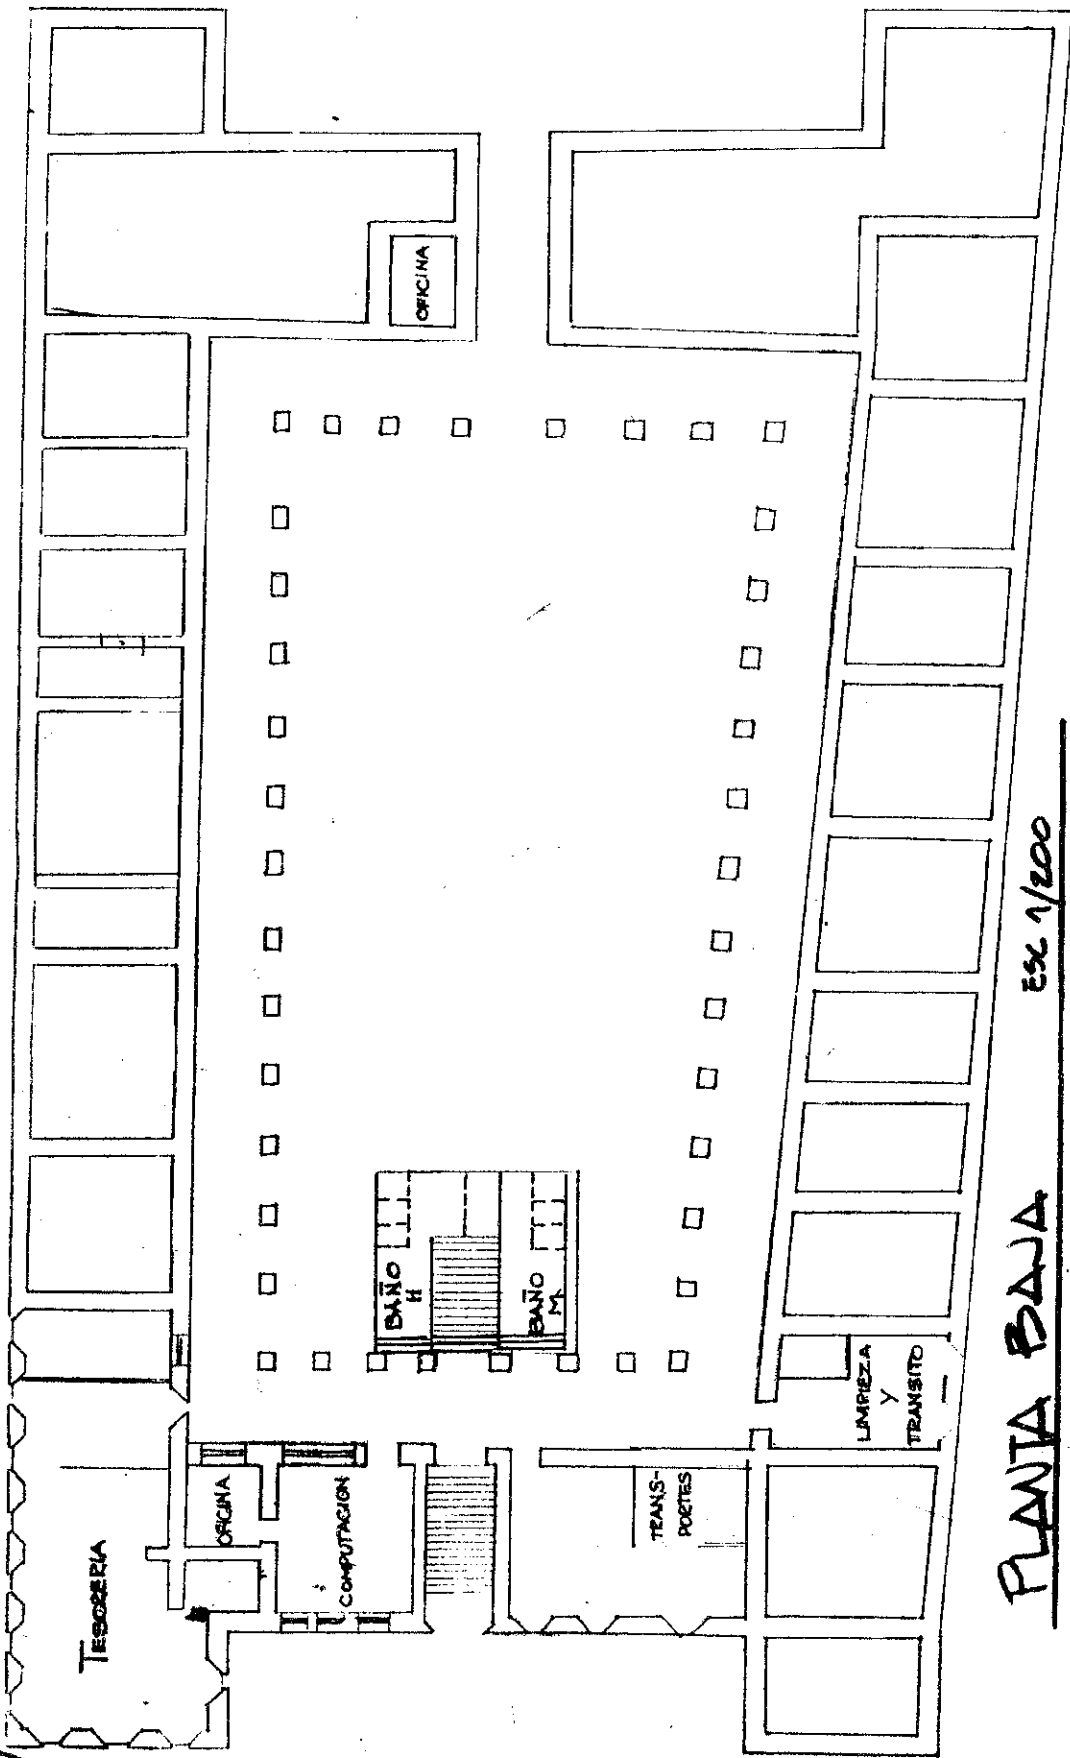 OFICINA
TESORERIA
OFICINA
COMPUTACION
BAÑO
H
BAÑO
M
TRANS-
PORTES
LIMPIEZA
Y
TRANSITO
PLANTA BAJA
ESC 1/200